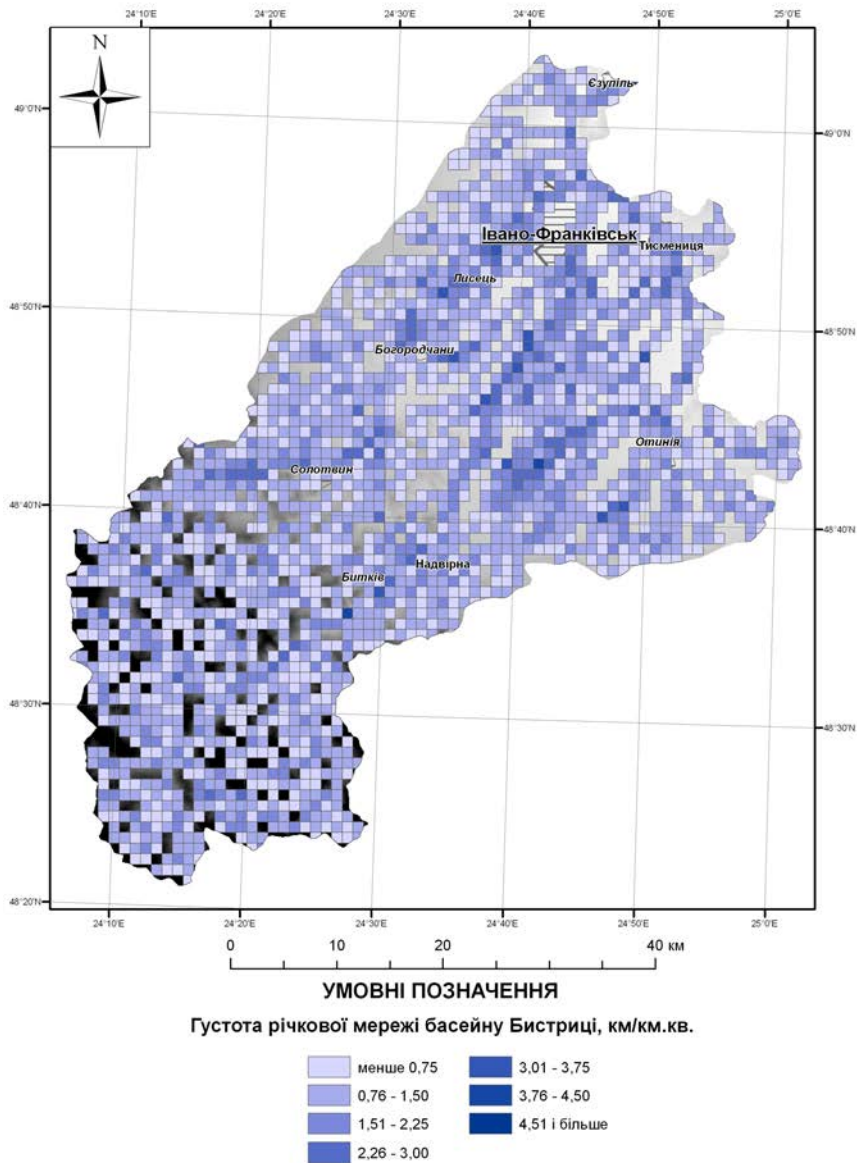 24°10'E 24°20'E 24°30'E 24°40'E 24°50'E 25°0'E
N
Єзупіль
49°0'N 49°0'N
Івано-Франківськ
Тисмениця
Лисець
48°50'N 48°50'N
Богородчани
Отинія
Солотвин
48°40'N 48°40'N
Надвірна
Битків
48°30'N 48°30'N
48°20'N
24°10'E 24°20'E 24°30'E 24°40'E 24°50'E 25°0'E
0 10 20 40 км
УМОВНІ ПОЗНАЧЕННЯ
Густота річкової мережі басейну Бистриці, км/км.кв.
менше 0,75 3,01 - 3,75
0,76 - 1,50 3,76 - 4,50
1,51 - 2,25 4,51 і більше
2,26 - 3,00